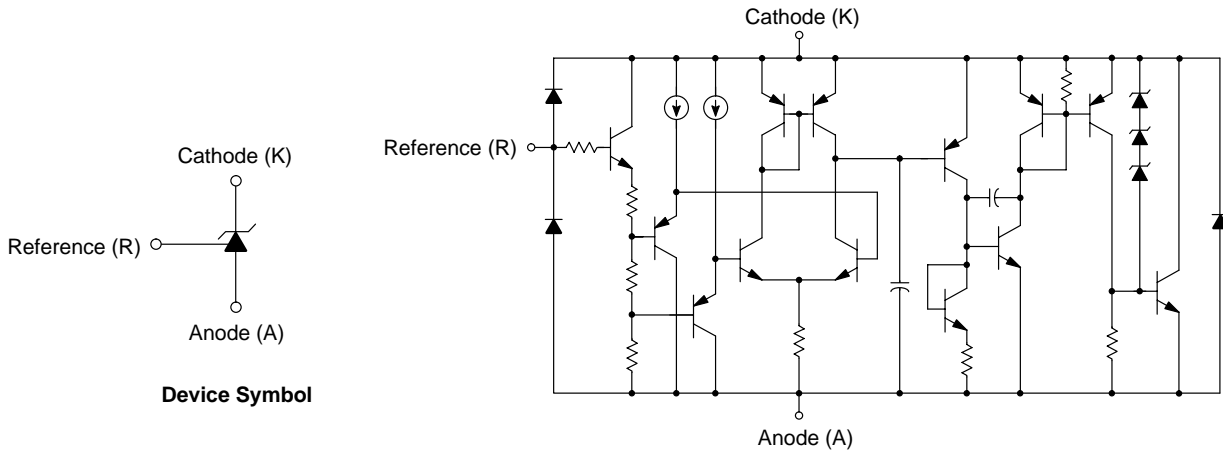 Cathode (K)
Reference (R)
Anode (A)
Device Symbol
Cathode (K)
Reference (R)
Anode (A)